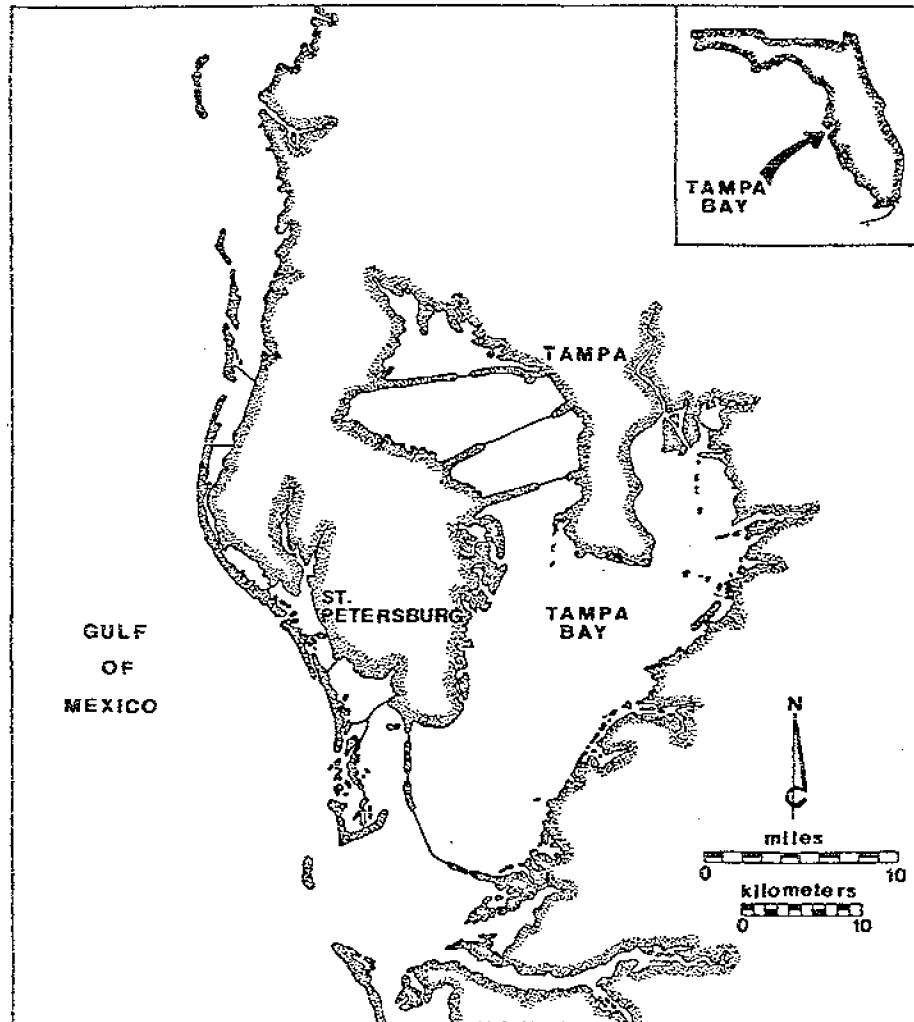 TAMPA
BAY
TAMPA
ST.
PETERSBURG
TAMPA
BAY
GULF
OF
MEXICO
N
miles
0 10
kilometers
0 10